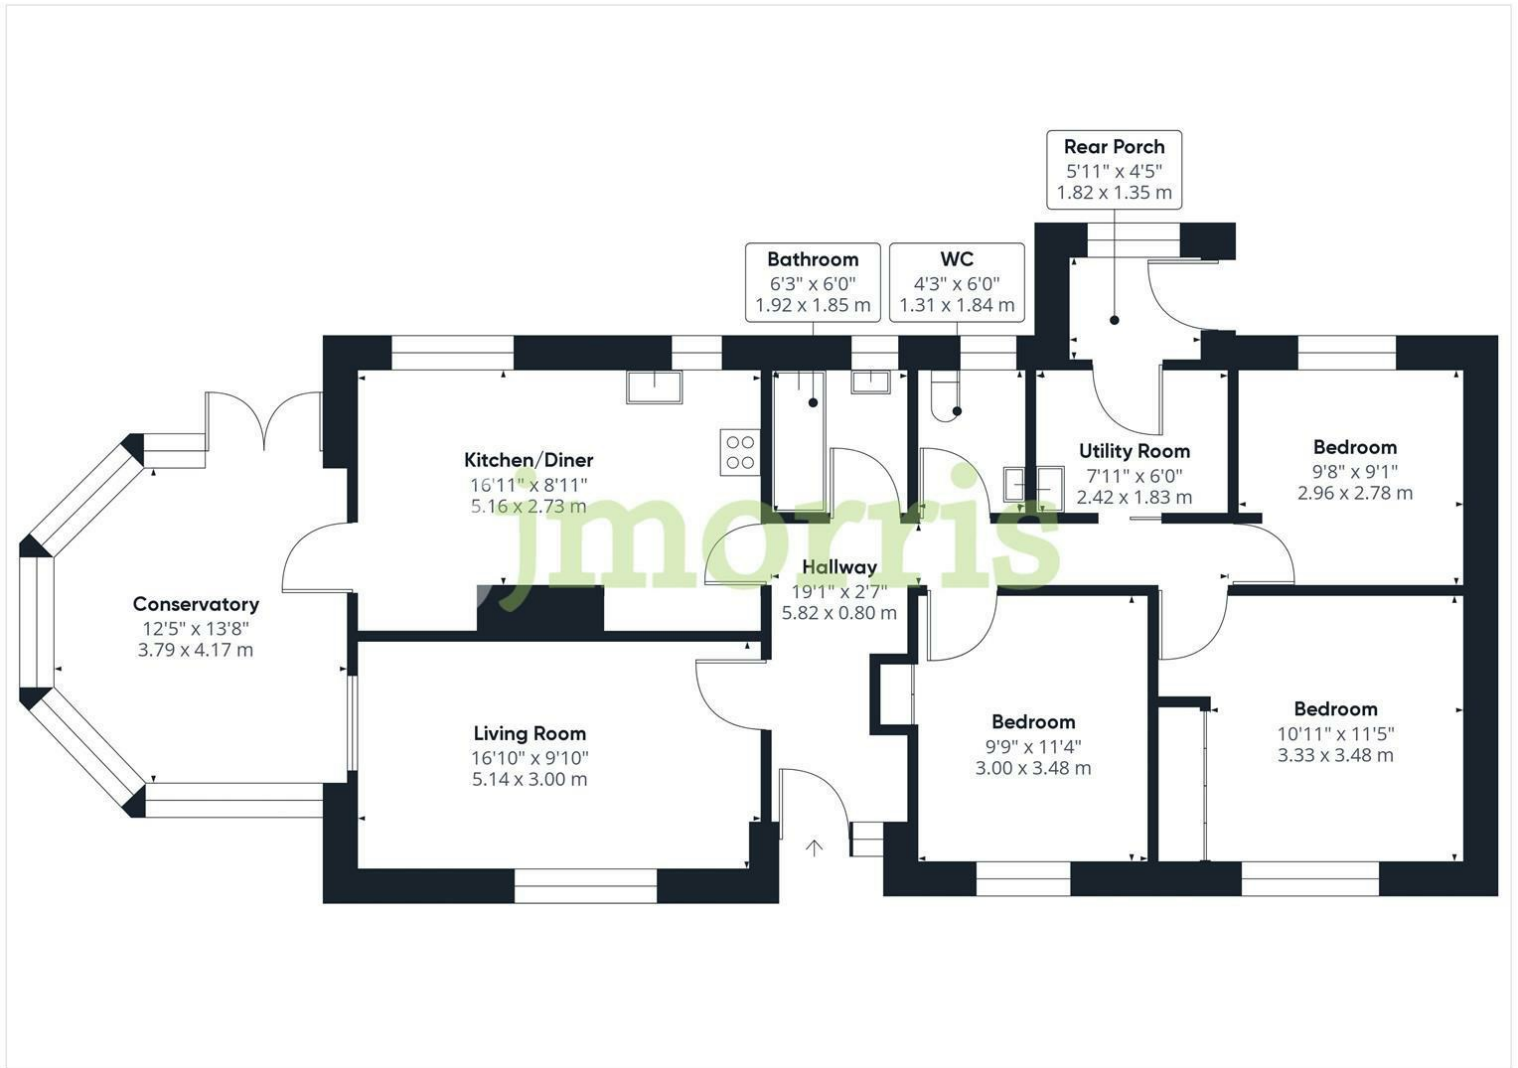 Rear Porch
5'11" x 4'5"
1.82 x 1.35 m
Bathroom
6'3" x 6'0"
1.92 x 1.85 m
WC
4'3" x 6'0"
1.31 x 1.84 m
Kitchen/Diner
16'11" x 8'11"
5.16 x 2.73 m
Utility Room
7'11" x 6'0"
2.42 x 1.83 m
Bedroom
9'8" x 9'1"
2.96 x 2.78 m
jmorris
Hallway
19'1" x 2'7"
5.82 x 0.80 m
Conservatory
12'5" x 13'8"
3.79 x 4.17 m
Living Room
16'10" x 9'10"
5.14 x 3.00 m
Bedroom
9'9" x 11'4"
3.00 x 3.48 m
Bedroom
10'11" x 11'5"
3.33 x 3.48 m